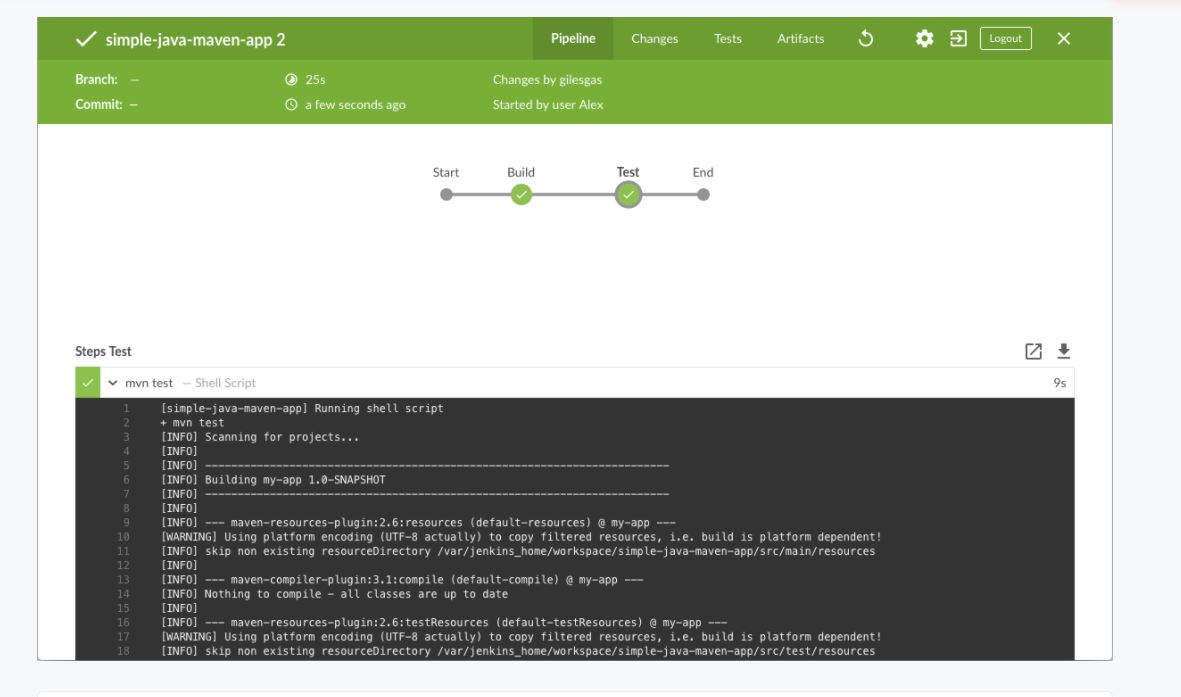 simple-java-maven-app 2 Pipeline Changes Tests Artifacts Logout
Branch: — 25s Changes by gilesgas
Commit: — a few seconds ago Started by user Alex
Start Build Test End
Steps Test
mvn test — Shell Script 9s
1 [simple-java-maven-app] Running shell script
2 + mvn test
3 [INFO] Scanning for projects...
4 [INFO]
5 [INFO] ------------------------------------------------------------------------
6 [INFO] Building my-app 1.0-SNAPSHOT
7 [INFO] ------------------------------------------------------------------------
8 [INFO]
9 [INFO] --- maven-resources-plugin:2.6:resources (default-resources) @ my-app ---
10 [WARNING] Using platform encoding (UTF-8 actually) to copy filtered resources, i.e. build is platform dependent!
11 [INFO] skip non existing resourceDirectory /var/jenkins_home/workspace/simple-java-maven-app/src/main/resources
12 [INFO]
13 [INFO] --- maven-compiler-plugin:3.1:compile (default-compile) @ my-app ---
14 [INFO] Nothing to compile - all classes are up to date
15 [INFO]
16 [INFO] --- maven-resources-plugin:2.6:testResources (default-testResources) @ my-app ---
17 [WARNING] Using platform encoding (UTF-8 actually) to copy filtered resources, i.e. build is platform dependent!
18 [INFO] skip non existing resourceDirectory /var/jenkins_home/workspace/simple-java-maven-app/src/test/resources